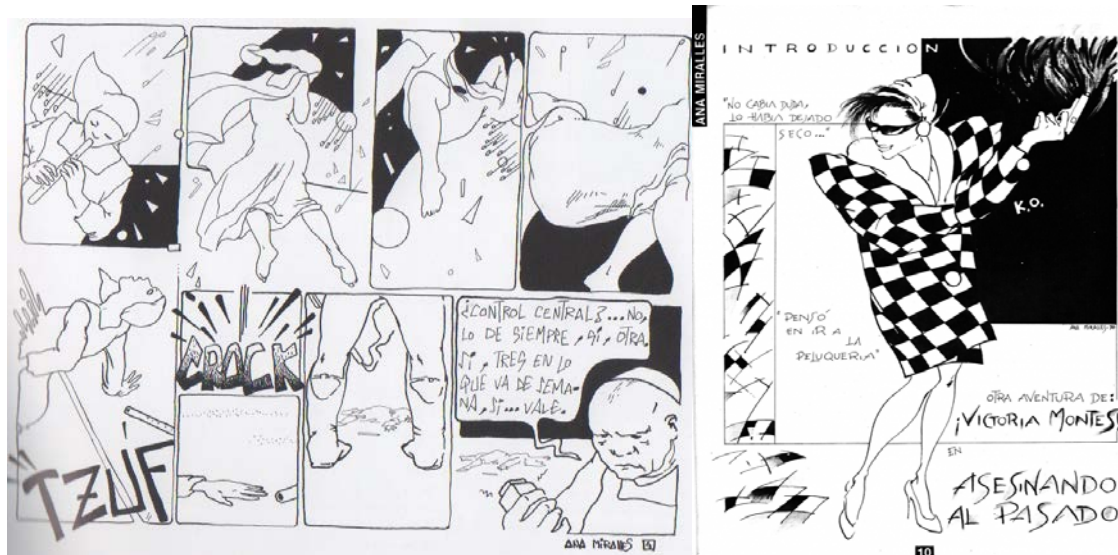 CROCK
TZUF
¿CONTROL CENTRAL?...NO,
LO DE SIEMPRE, SÍ, OTRA.
SÍ, TRES EN LO
QUE VA DE SEMA-
NA, SÍ... VALE.
ANA MIRALLES
ANA MIRALLES
INTRODUCCION
"NO CABIA DUDA,
LO HABIA DEJADO
SECO..."
K.O.
"PENSÓ
EN IR A
LA
PELUQUERIA"
ANA MIRALLES
OTRA AVENTURA DE:
¡VICTORIA MONTES!
EN
ASESINANDO
AL PASADO
10